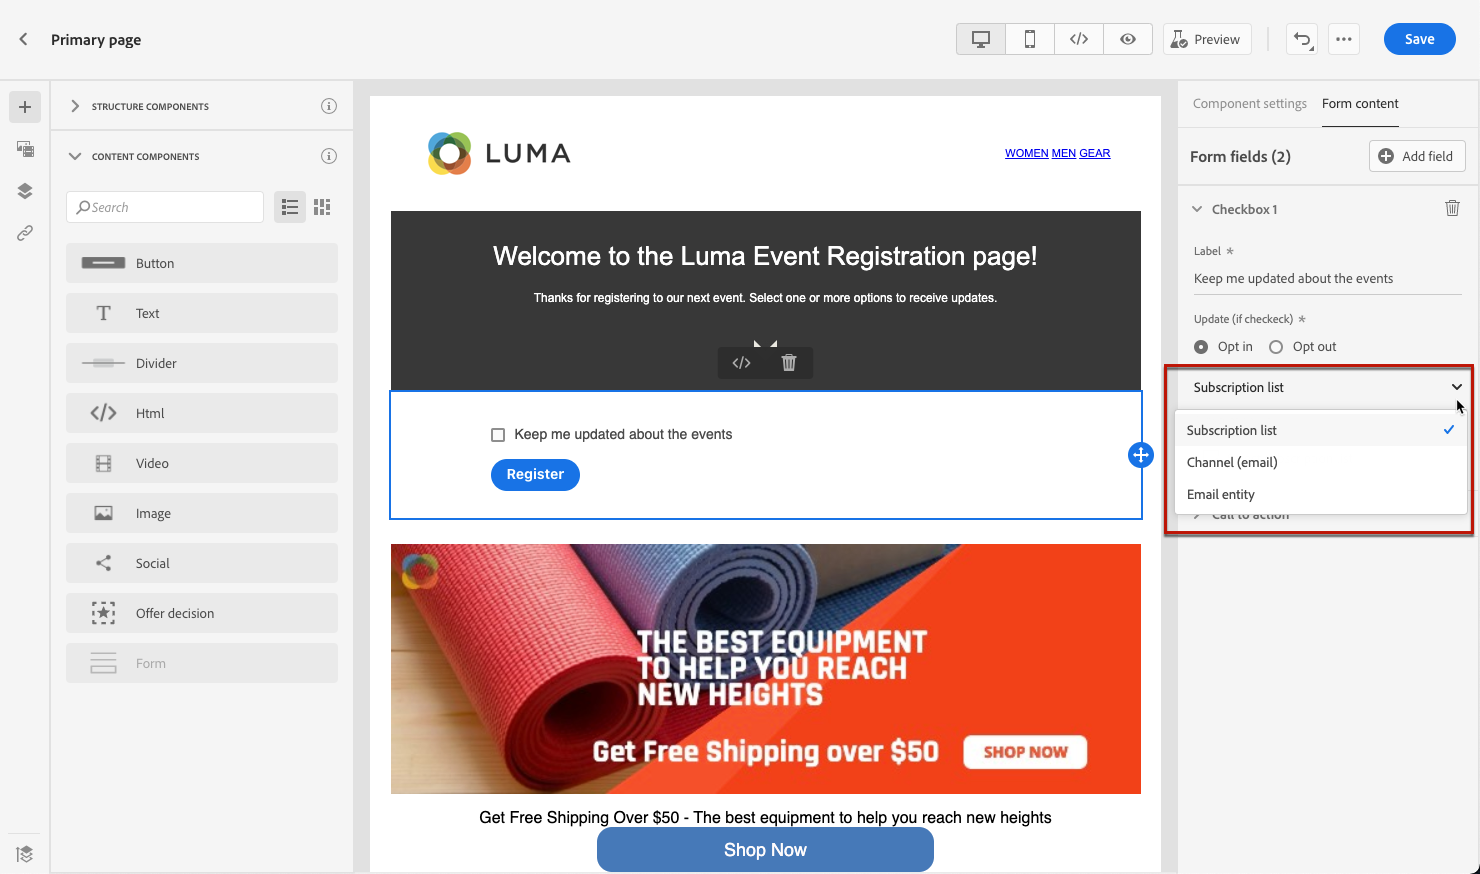 Primary page
Preview
Save
STRUCTURE COMPONENTS
CONTENT COMPONENTS
Search
Button
Text
Divider
Html
Video
Image
Social
Offer decision
Form
LUMA
WOMEN MEN GEAR
Welcome to the Luma Event Registration page!
Thanks for registering to our next event. Select one or more options to receive updates.
Keep me updated about the events
Register
THE BEST EQUIPMENT
TO HELP YOU REACH
NEW HEIGHTS
Get Free Shipping over $50
SHOP NOW
Get Free Shipping Over $50 - The best equipment to help you reach new heights
Shop Now
Component settings
Form content
Form fields (2)
Add field
Checkbox 1
Label *
Keep me updated about the events
Update (if checkeck) *
Opt in
Opt out
Subscription list
Subscription list
Channel (email)
Email entity
Call to action